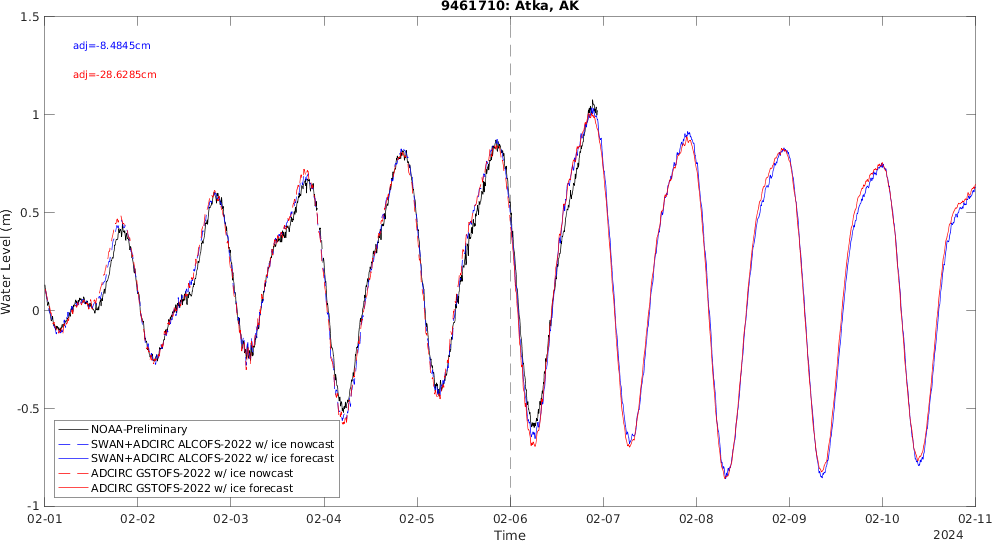 9461710: Atka, AK
adj=-8.4845cm
adj=-28.6285cm
1.5
1
0.5
0
-0.5
-1
Water Level (m)
NOAA-Preliminary
SWAN+ADCIRC ALCOFS-2022 w/ ice nowcast
SWAN+ADCIRC ALCOFS-2022 w/ ice forecast
ADCIRC GSTOFS-2022 w/ ice nowcast
ADCIRC GSTOFS-2022 w/ ice forecast
02-01 02-02 02-03 02-04 02-05 02-06 02-07 02-08 02-09 02-10 02-11
Time
2024